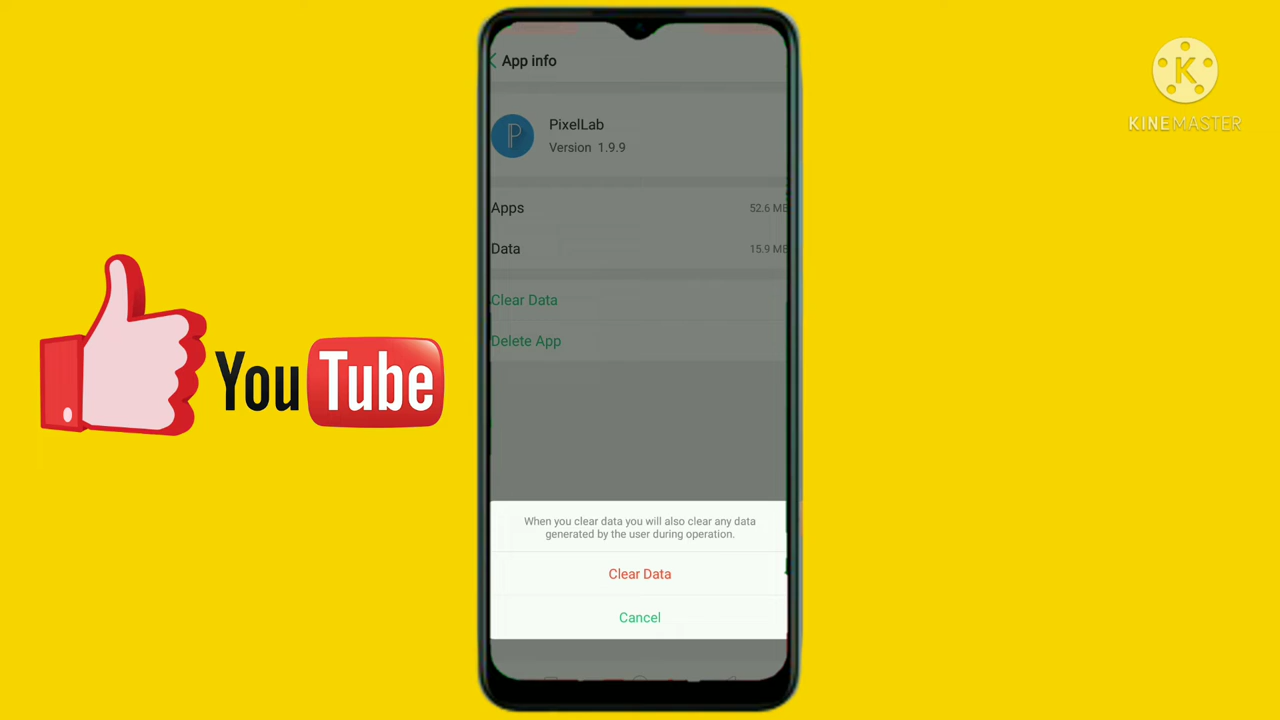 App info
PixelLab
Version 1.9.9
Apps 52.6 MB
Data 15.9 MB
Clear Data
Delete App
When you clear data you will also clear any data
generated by the user during operation.
Clear Data
Cancel
YouTube
K
KINEMASTER